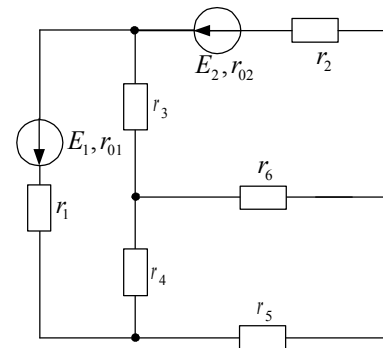 r₂
E₂, r₀₂
r₃
E₁, r₀₁
r₆
r₁
r₄
r₅